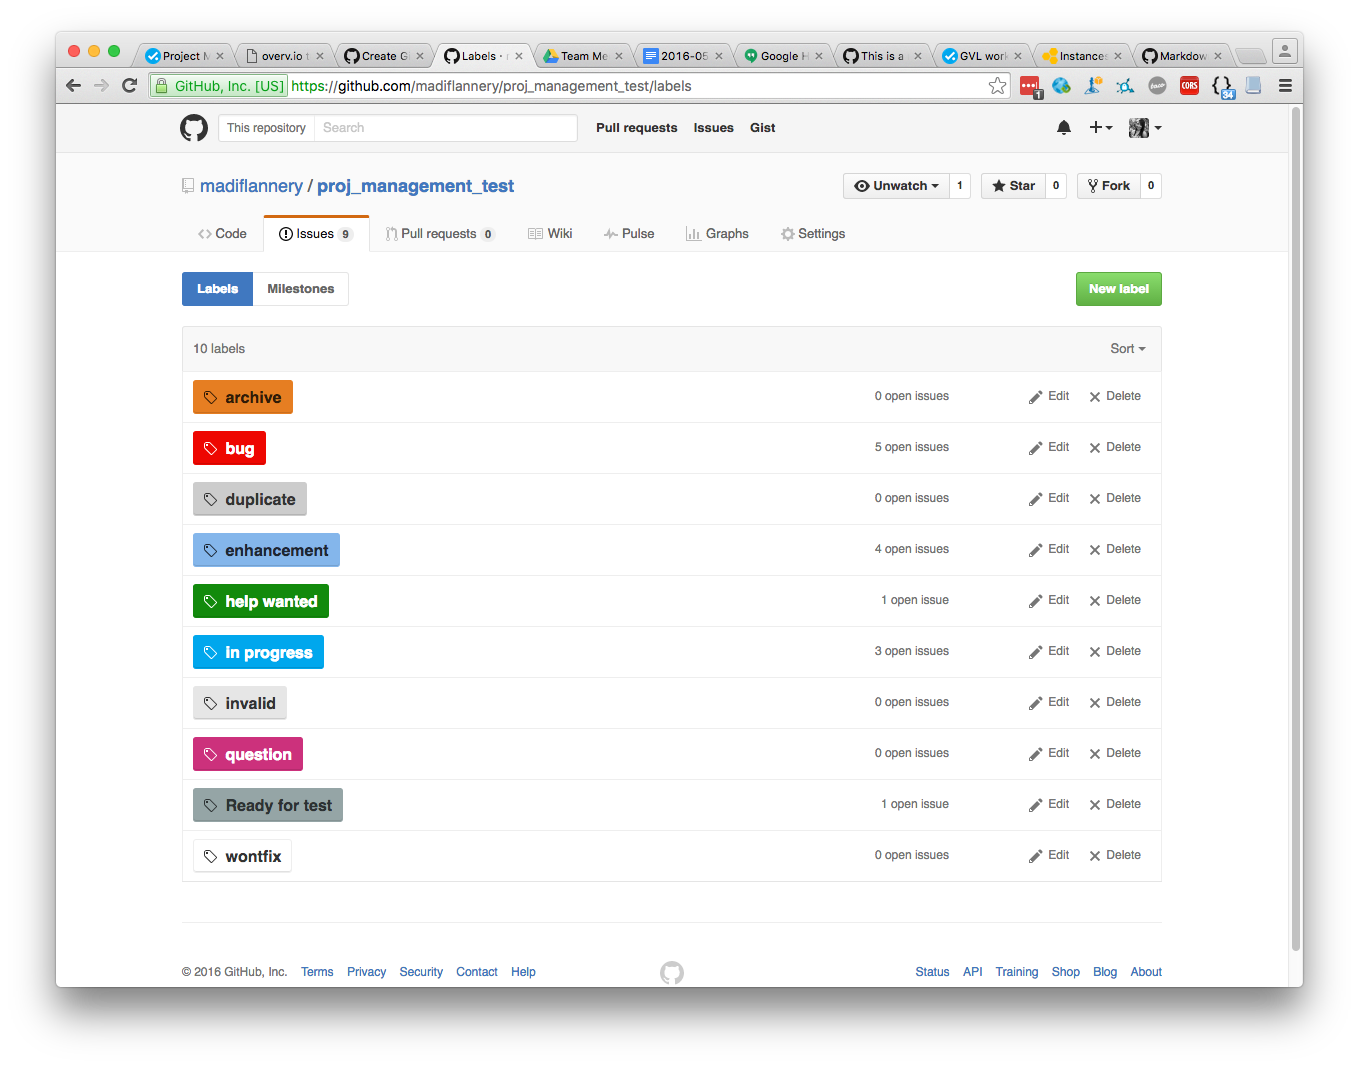 Project M
overv.io t
Create G
Labels ·
Team Me
2016-05
Google H
This is a
GVL work
Instance
Markdow
GitHub, Inc. [US] https://github.com/madiflannery/proj_management_test/labels
1
CORS
34
This repository Search Pull requests Issues Gist
madiflannery / proj_management_test Unwatch 1 Star 0 Fork 0
Code Issues 9 Pull requests 0 Wiki Pulse Graphs Settings
Labels Milestones New label
10 labels Sort
archive 0 open issues Edit Delete
bug 5 open issues Edit Delete
duplicate 0 open issues Edit Delete
enhancement 4 open issues Edit Delete
help wanted 1 open issue Edit Delete
in progress 3 open issues Edit Delete
invalid 0 open issues Edit Delete
question 0 open issues Edit Delete
Ready for test 1 open issue Edit Delete
wontfix 0 open issues Edit Delete
© 2016 GitHub, Inc. Terms Privacy Security Contact Help Status API Training Shop Blog About